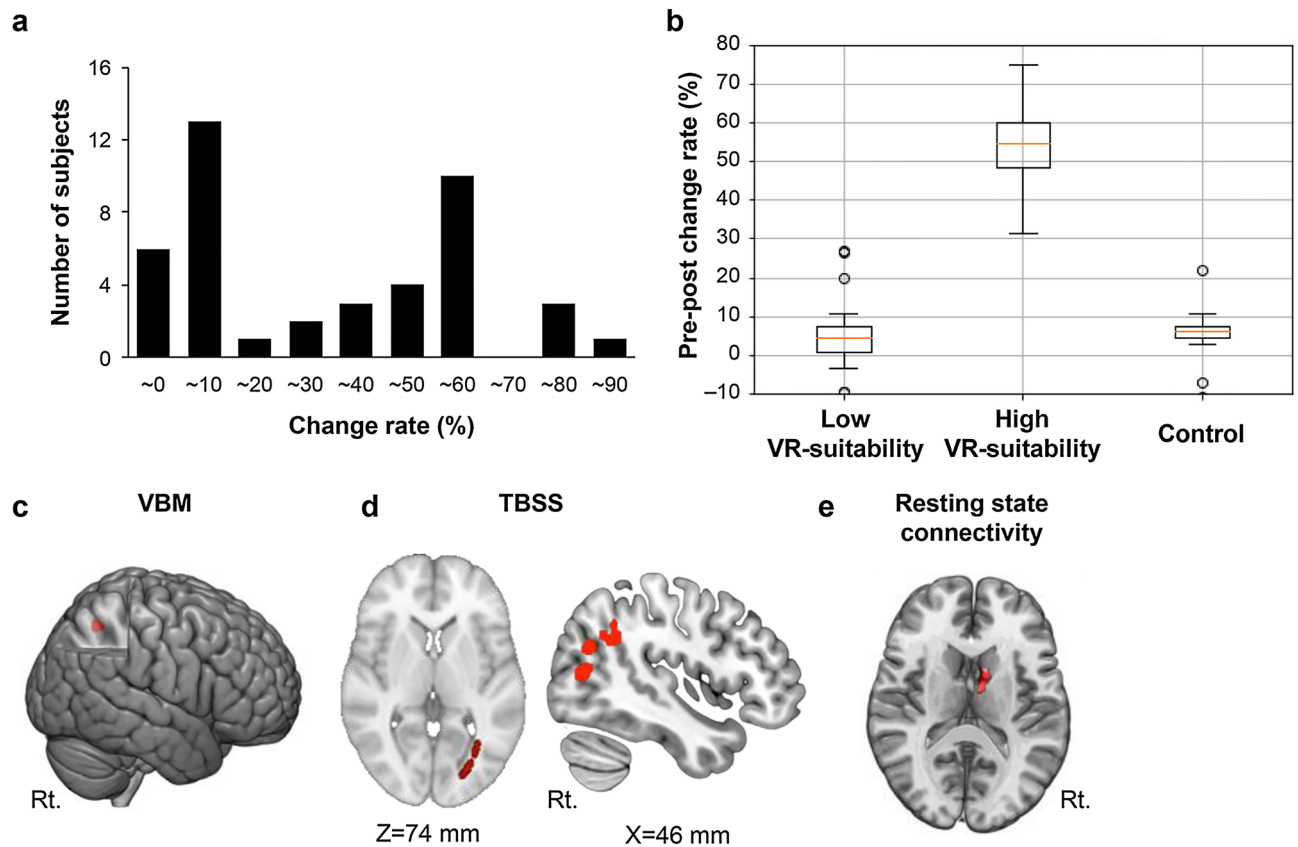 a
16
12
8
4
0
Number of subjects
~0 ~10 ~20 ~30 ~40 ~50 ~60 ~70 ~80 ~90
Change rate (%)
b
80
70
60
50
40
30
20
10
0
–10
Pre-post change rate (%)
Low
VR-suitability
High
VR-suitability
Control
c
VBM
Rt.
d
TBSS
Z=74 mm
Rt.
X=46 mm
e
Resting state
connectivity
Rt.